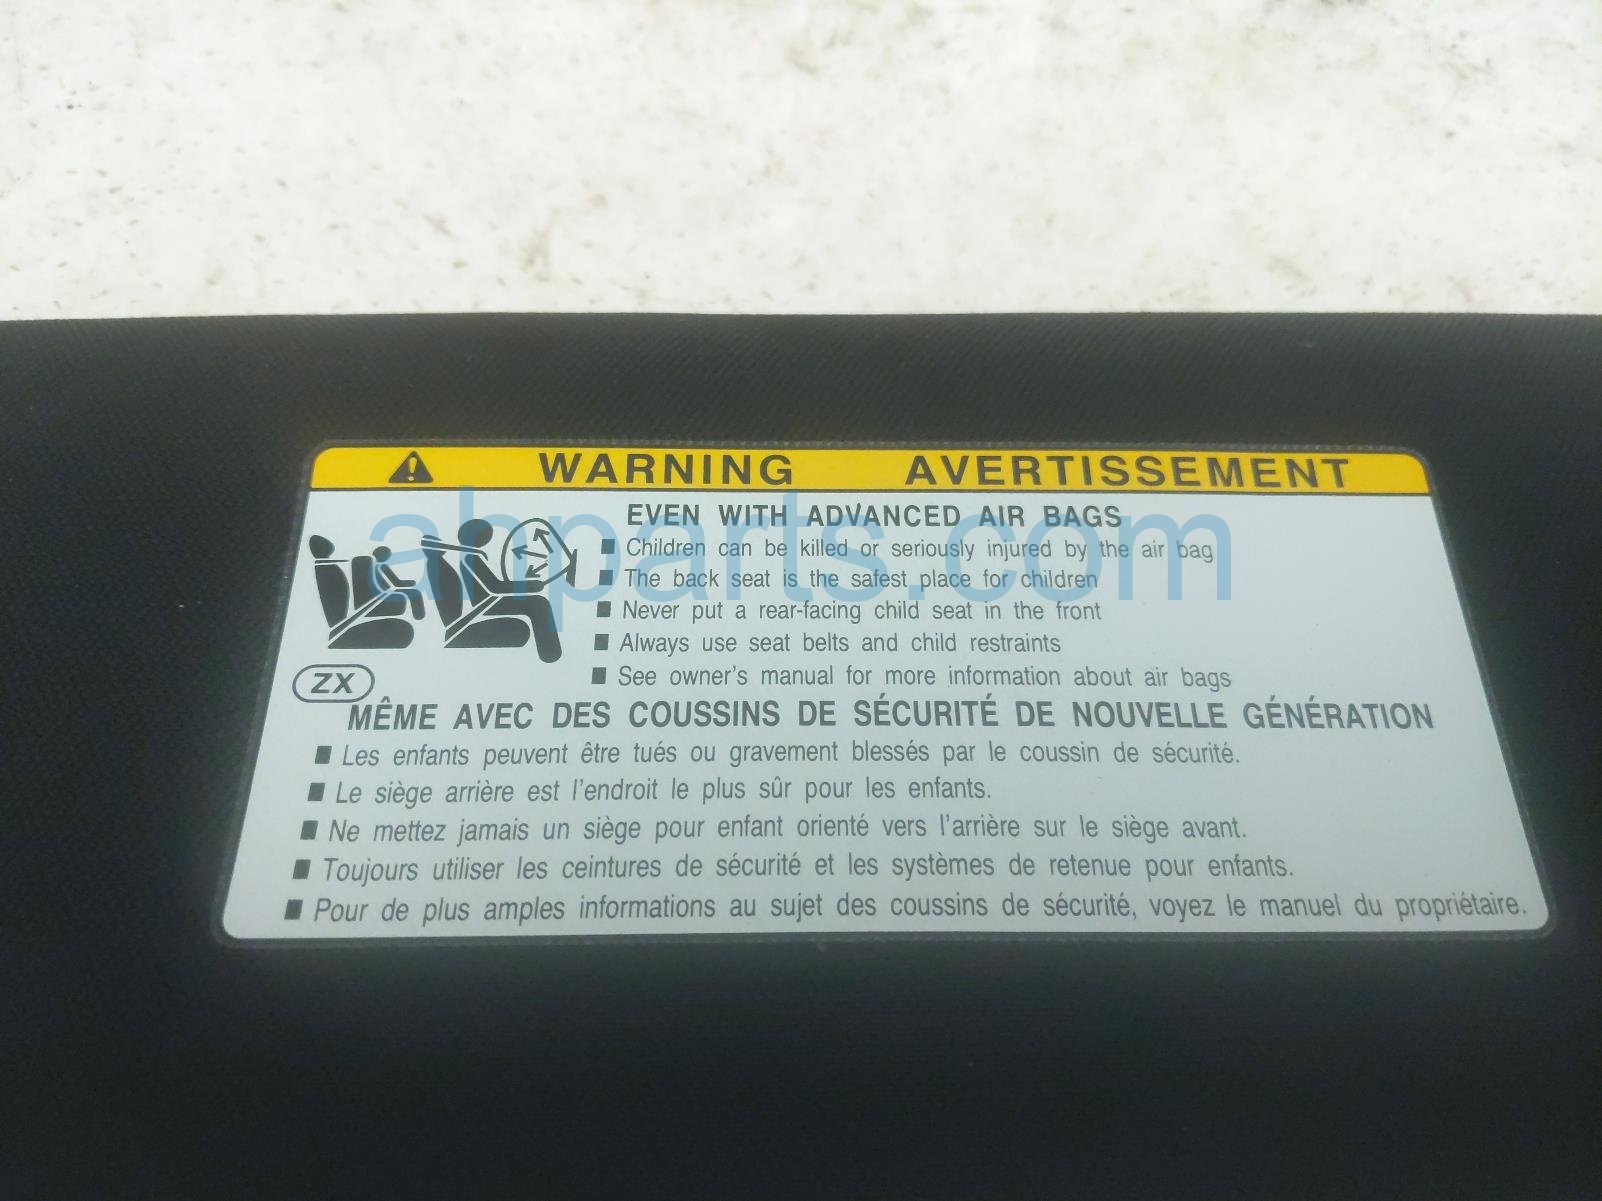 WARNING AVERTISSEMENT
EVEN WITH ADVANCED AIR BAGS
■ Children can be killed or seriously injured by the air bag
■ The back seat is the safest place for children
■ Never put a rear-facing child seat in the front
■ Always use seat belts and child restraints
■ See owner's manual for more information about air bags
ZX
MÊME AVEC DES COUSSINS DE SÉCURITÉ DE NOUVELLE GÉNÉRATION
■ Les enfants peuvent être tués ou gravement blessés par le coussin de sécurité.
■ Le siège arrière est l'endroit le plus sûr pour les enfants.
■ Ne mettez jamais un siège pour enfant orienté vers l'arrière sur le siège avant.
■ Toujours utiliser les ceintures de sécurité et les systèmes de retenue pour enfants.
■ Pour de plus amples informations au sujet des coussins de sécurité, voyez le manuel du propriétaire.
ahparts.com